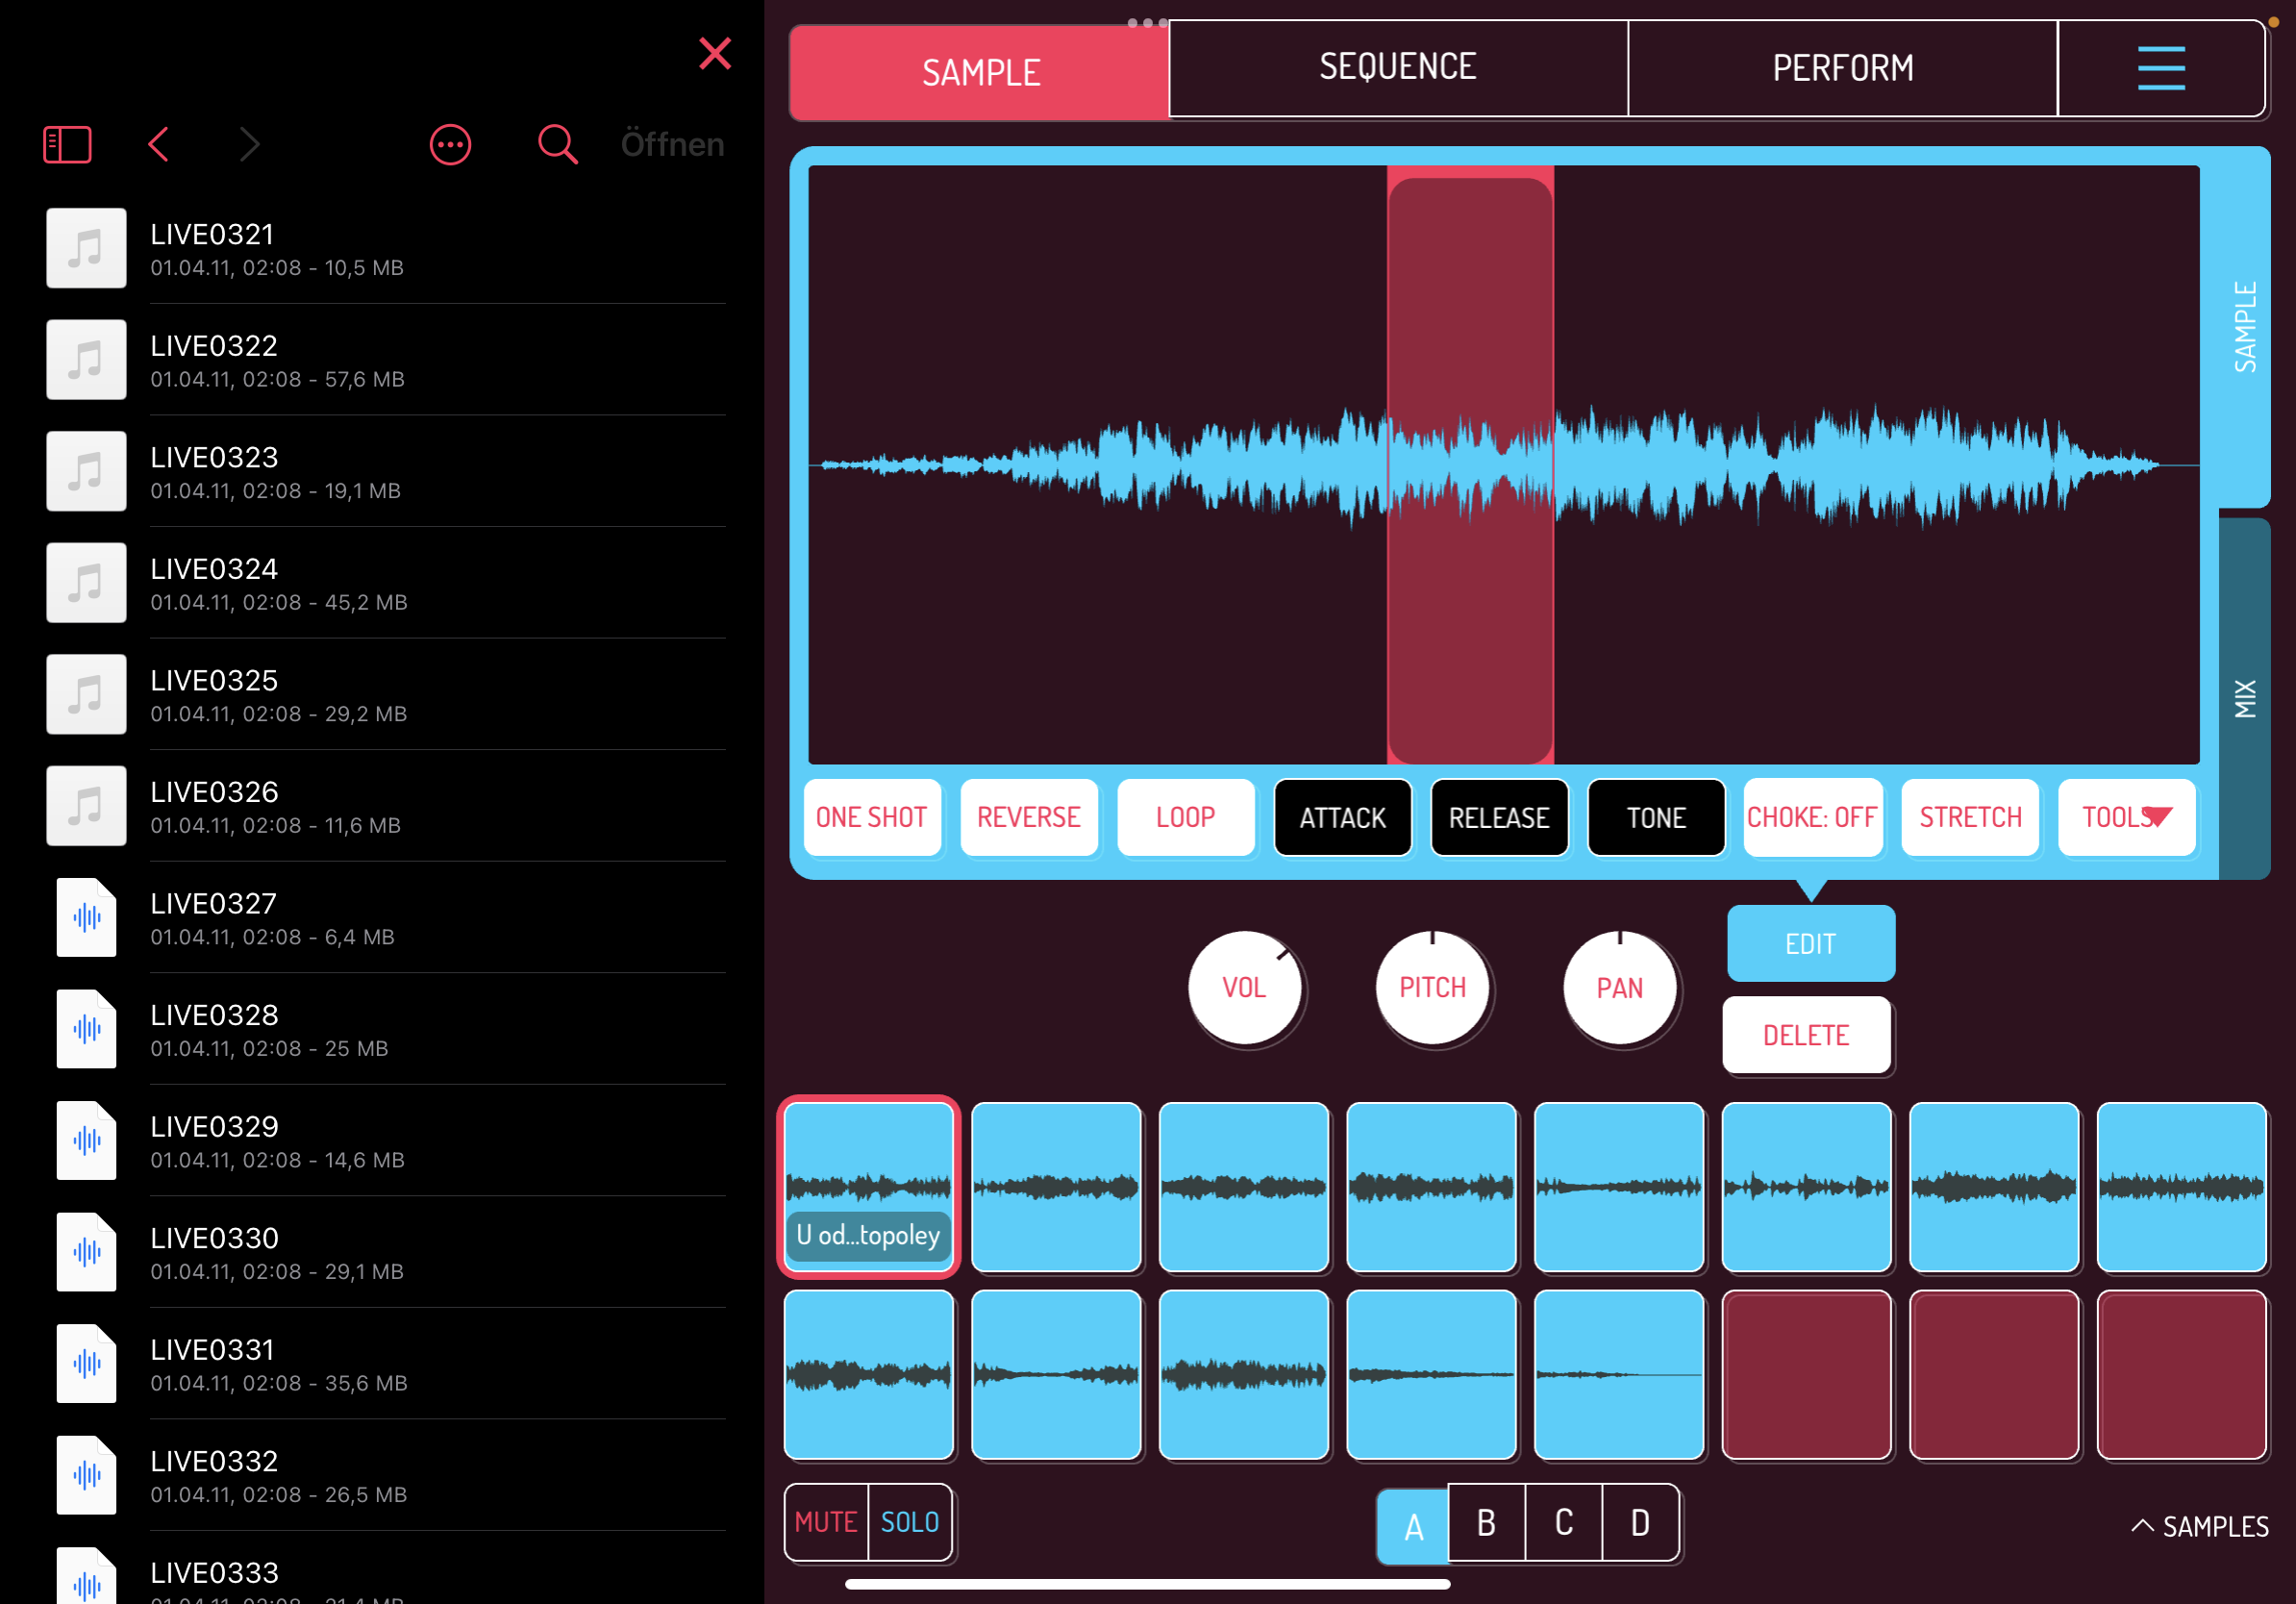 Öffnen
LIVE0321
01.04.11, 02:08 - 10,5 MB
LIVE0322
01.04.11, 02:08 - 57,6 MB
LIVE0323
01.04.11, 02:08 - 19,1 MB
LIVE0324
01.04.11, 02:08 - 45,2 MB
LIVE0325
01.04.11, 02:08 - 29,2 MB
LIVE0326
01.04.11, 02:08 - 11,6 MB
LIVE0327
01.04.11, 02:08 - 6,4 MB
LIVE0328
01.04.11, 02:08 - 25 MB
LIVE0329
01.04.11, 02:08 - 14,6 MB
LIVE0330
01.04.11, 02:08 - 29,1 MB
LIVE0331
01.04.11, 02:08 - 35,6 MB
LIVE0332
01.04.11, 02:08 - 26,5 MB
LIVE0333
SAMPLE SEQUENCE PERFORM
SAMPLE
MIX
ONE SHOT REVERSE LOOP ATTACK RELEASE TONE CHOKE: OFF STRETCH TOOLS
VOL PITCH PAN
EDIT
DELETE
U od...topoley
MUTE SOLO A B C D SAMPLES